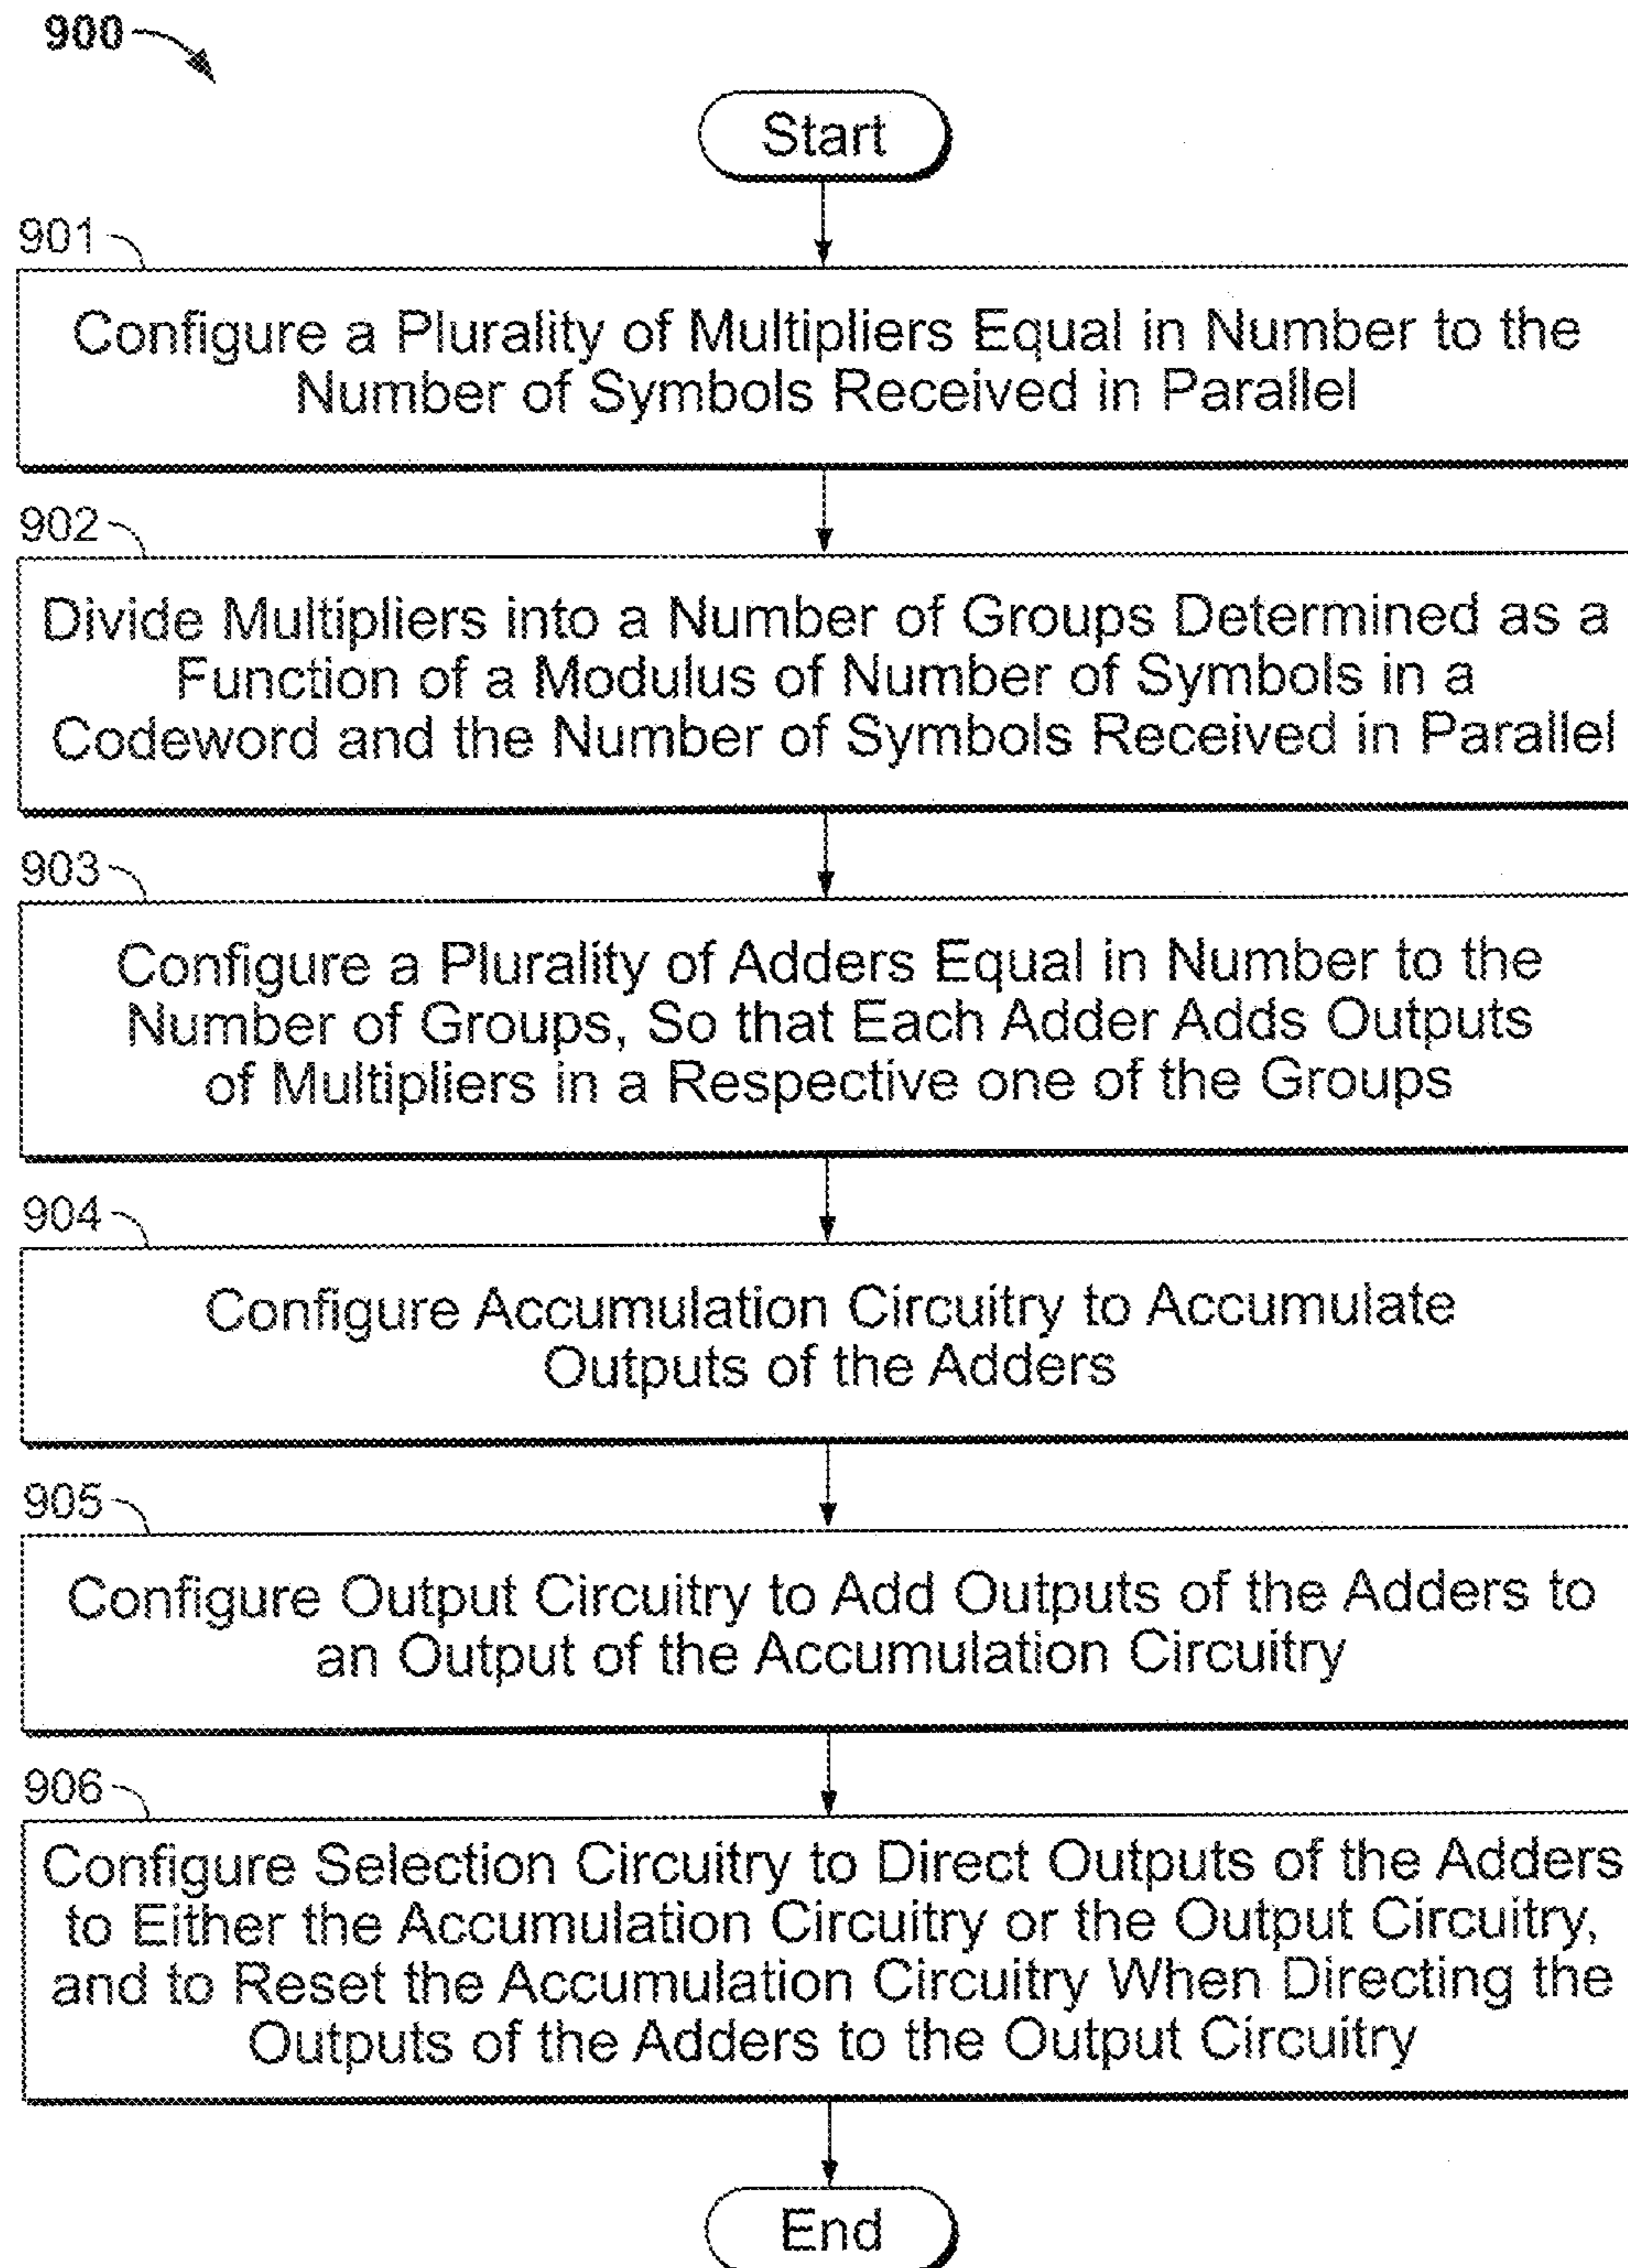 900
Start
901
Configure a Plurality of Multipliers Equal in Number to the
Number of Symbols Received in Parallel
902
Divide Multipliers into a Number of Groups Determined as a
Function of a Modulus of Number of Symbols in a
Codeword and the Number of Symbols Received in Parallel
903
Configure a Plurality of Adders Equal in Number to the
Number of Groups, So that Each Adder Adds Outputs
of Multipliers in a Respective one of the Groups
904
Configure Accumulation Circuitry to Accumulate
Outputs of the Adders
905
Configure Output Circuitry to Add Outputs of the Adders to
an Output of the Accumulation Circuitry
906
Configure Selection Circuitry to Direct Outputs of the Adders
to Either the Accumulation Circuitry or the Output Circuitry,
and to Reset the Accumulation Circuitry When Directing the
Outputs of the Adders to the Output Circuitry
End